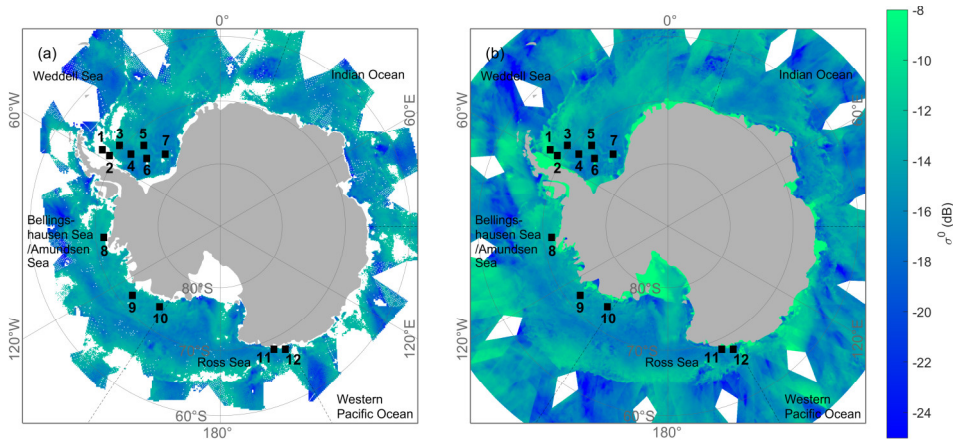 0°
(a)
Weddell Sea
Indian Ocean
60°W
60°E
1
3
5
7
2
4
6
Bellings-
hausen Sea
/Amundsen
Sea
8
80°S
9
10
120°W
120°E
70°S
Ross Sea
11
12
Western
Pacific Ocean
60°S
180°
0°
(b)
Weddell Sea
Indian Ocean
60°W
60°E
1
3
5
7
2
4
6
Bellings-
hausen Sea
/Amundsen
Sea
8
80°S
9
10
120°W
120°E
70°S
Ross Sea
11
12
Western
Pacific Ocean
60°S
180°
-8
-10
-12
-14
-16
-18
-20
-22
-24
σ⁰ (dB)